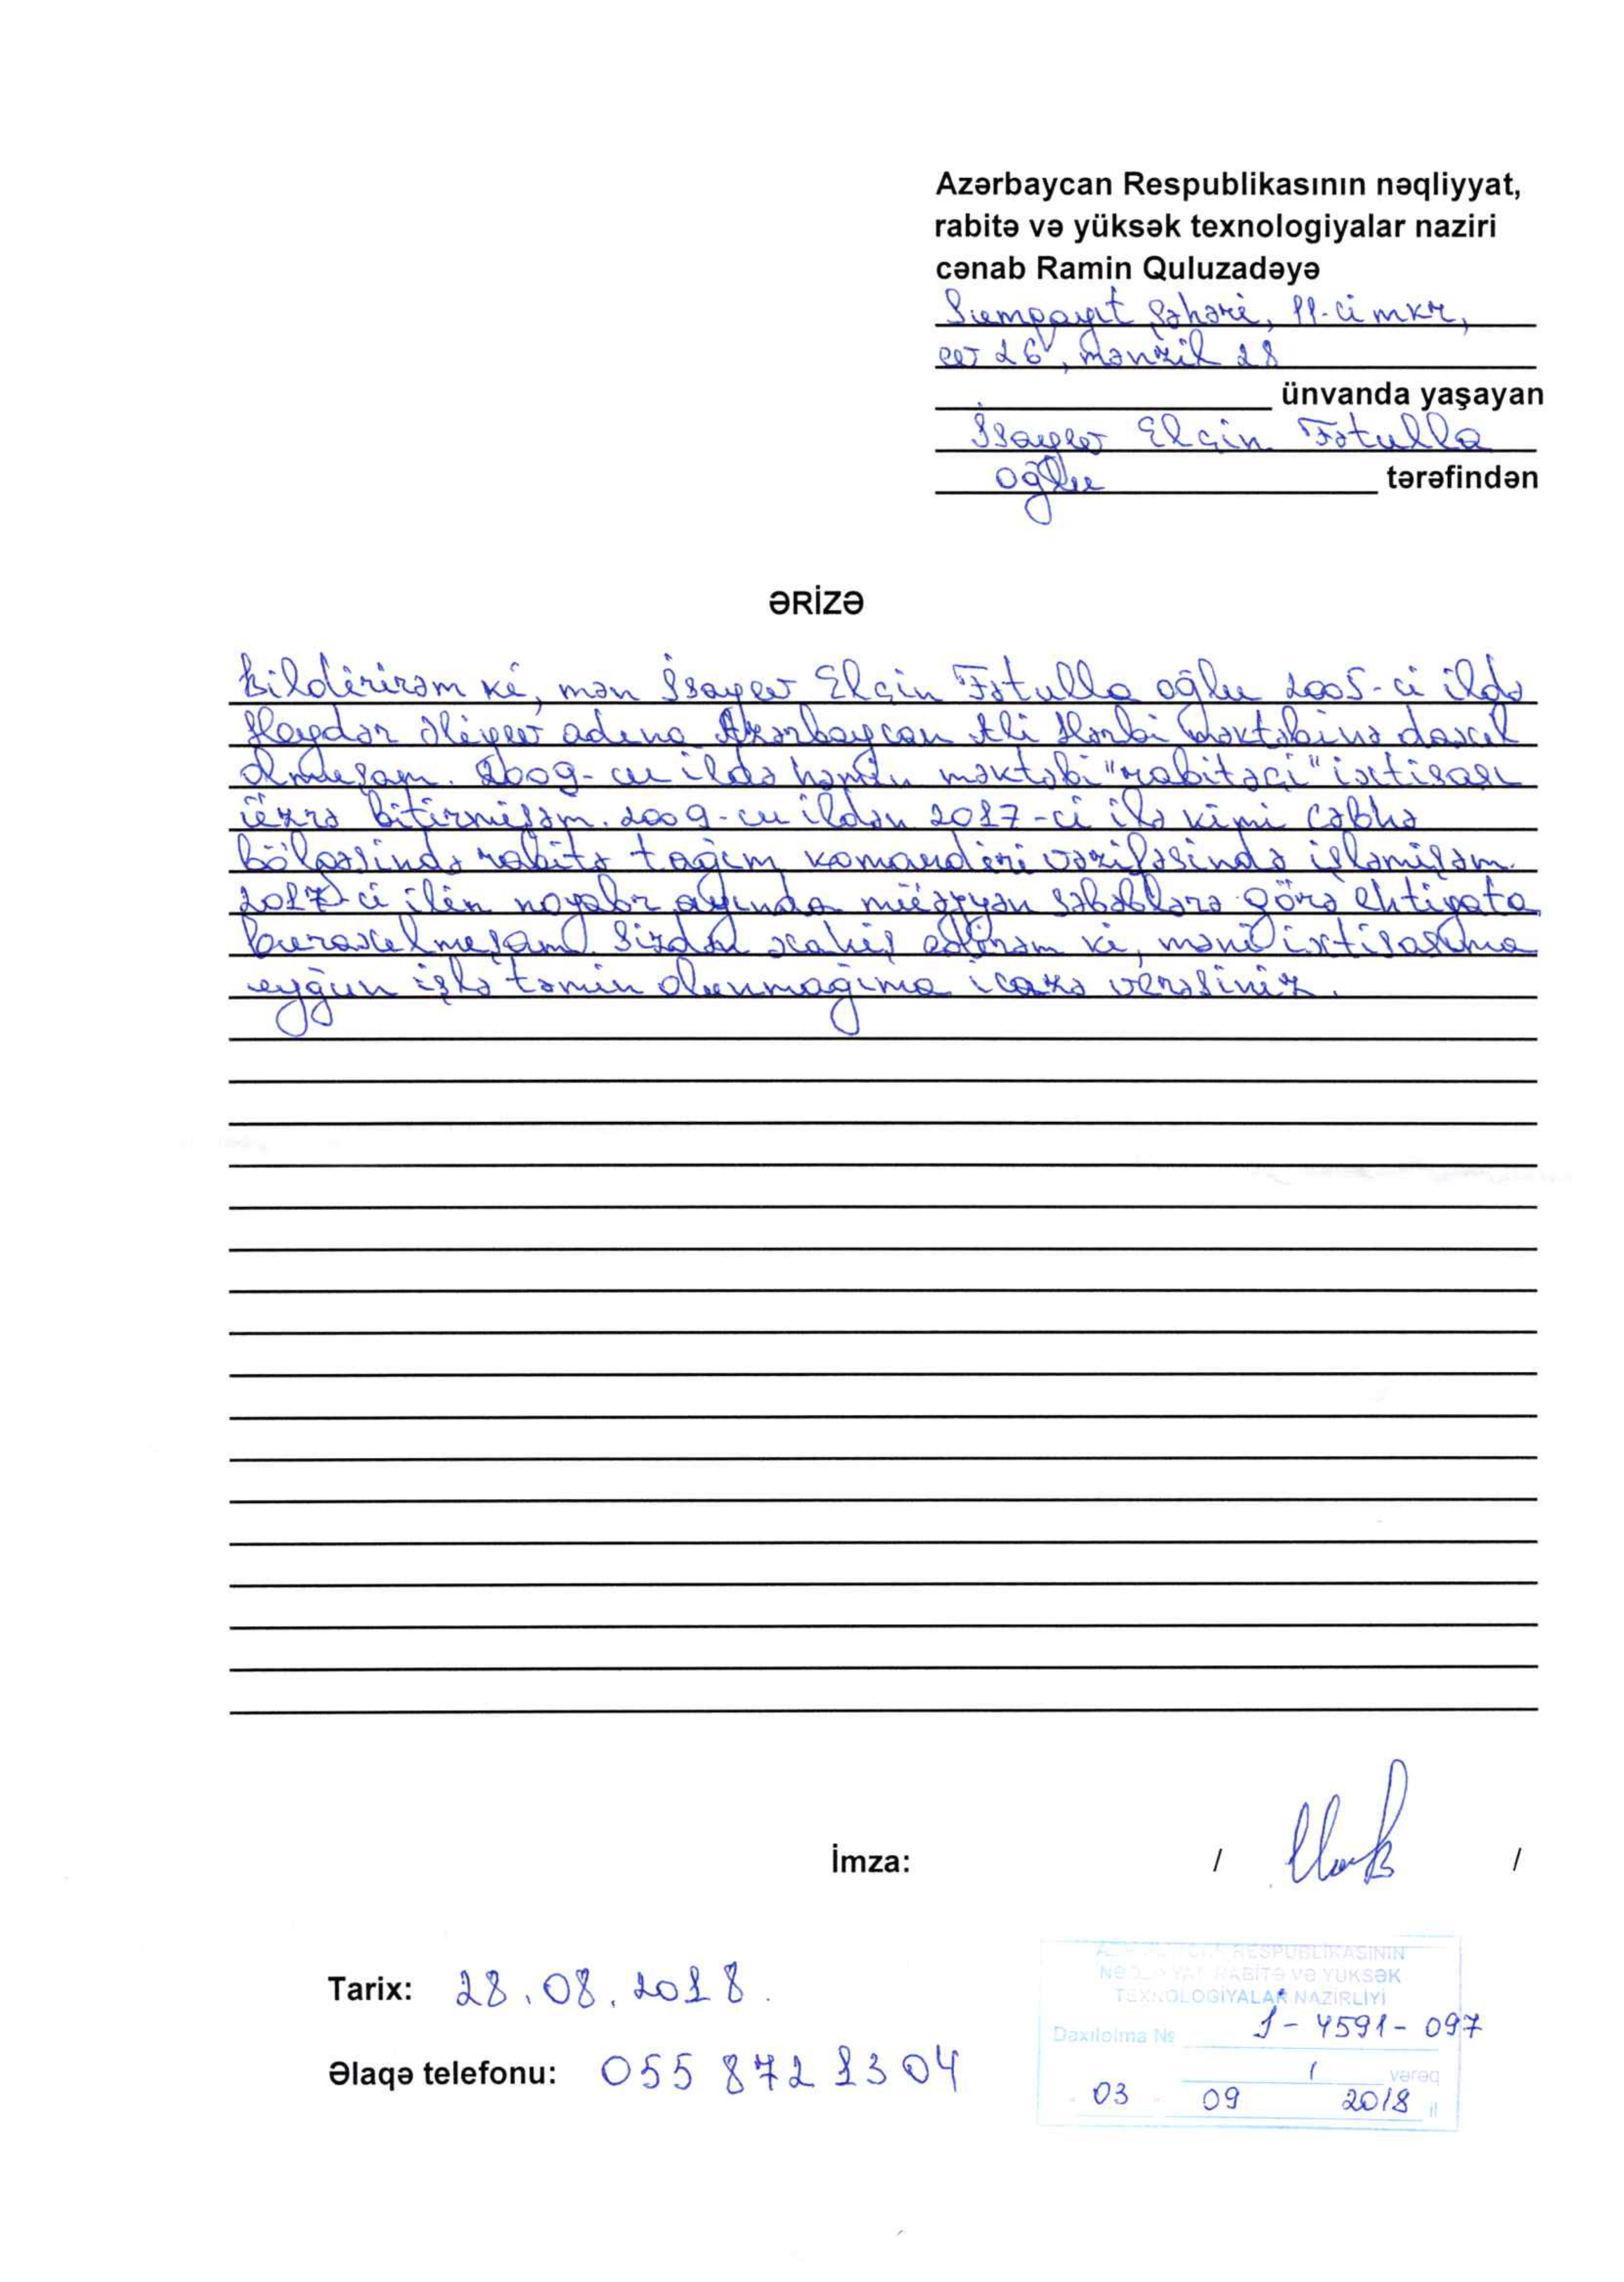 Azərbaycan Respublikasının nəqliyyat,
rabitə və yüksək texnologiyalar naziri
cənab Ramin Quluzadəyə
Sumqayıt şəhəri, 11-ci mkr,
ev 26, mənzil 28
ünvanda yaşayan
İsayev Elçin Fətulla
oğlu tərəfindən
ƏRİZƏ
Bildirirəm ki, mən İsayev Elçin Fətulla oğlu 2005-ci ildə
Heydər Əliyev adına Azərbaycan Ali Hərbi məktəbinə daxil
olmuşam. 2009-cu ildə həmin məktəbi "rabitəçi" ixtisası
üzrə bitirmişəm. 2009-cu ildən 2017-ci ilə kimi cəbhə
bölgəsində rabitə tağım komandiri vəzifəsində işləmişəm.
2017-ci ilin noyabr ayında müəyyən səbəblərə görə ehtiyata
buraxılmışam. Sizdən xahiş edirəm ki, məni ixtisasıma
uyğun işlə təmin olunmağıma icazə verəsiniz.
İmza: / /
Tarix: 28.08.2018.
Əlaqə telefonu: 055 872 13 04
RESPUBLİKASININ
RABİTƏ VƏ YÜKSƏK
TEXNOLOGİYALAR NAZİRLİYİ
Daxilolma № 1-4591-097
1 vərəq
03 09 2018 il